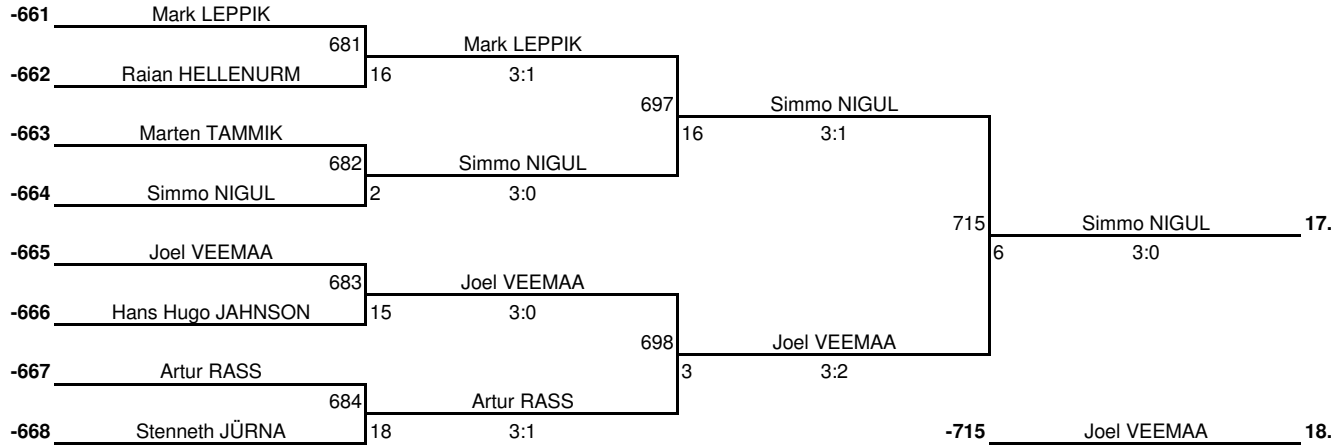 -661 Mark LEPPIK
681 Mark LEPPIK
-662 Raian HELLENURM 16 3:1
697 Simmo NIGUL
-663 Marten TAMMIK 16 3:1
682 Simmo NIGUL
-664 Simmo NIGUL 2 3:0
715 Simmo NIGUL 17.
-665 Joel VEEMAA 6 3:0
683 Joel VEEMAA
-666 Hans Hugo JAHNSON 15 3:0
698 Joel VEEMAA
-667 Artur RASS 3 3:2
684 Artur RASS
-668 Stenneth JÜRNA 18 3:1 -715 Joel VEEMAA 18.